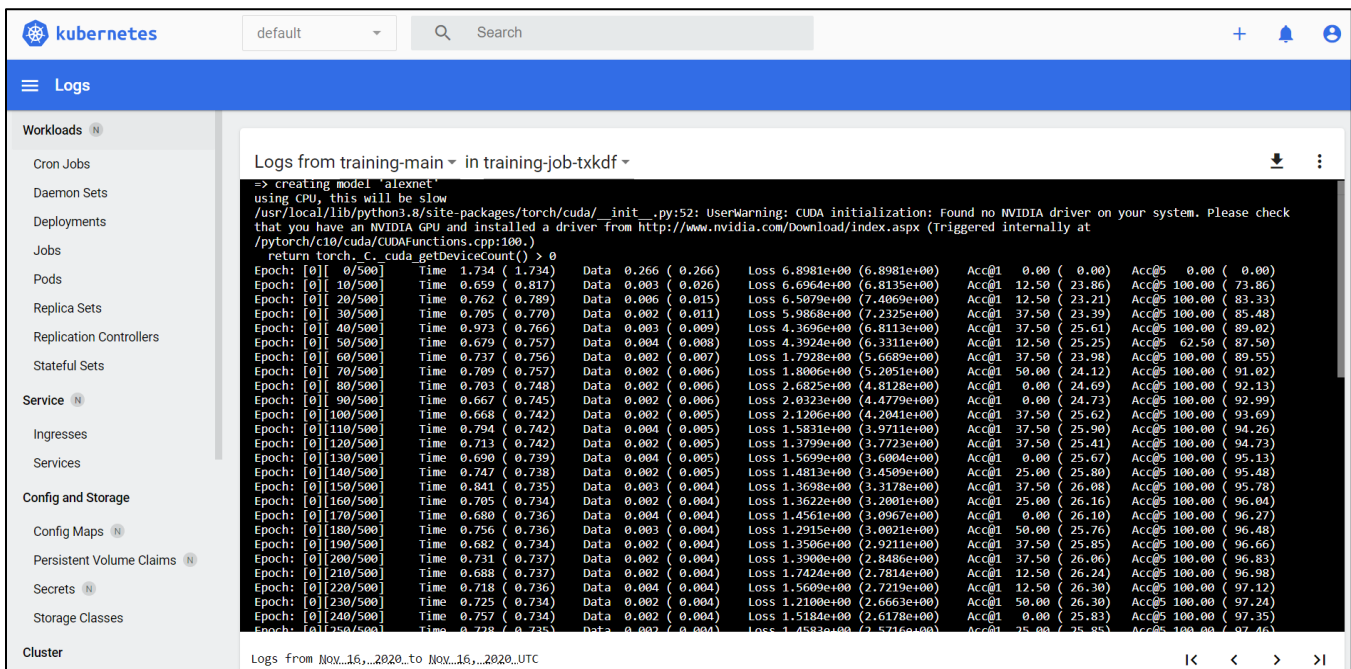 kubernetes
default
Search
Logs
Workloads N
Cron Jobs
Daemon Sets
Deployments
Jobs
Pods
Replica Sets
Replication Controllers
Stateful Sets
Service N
Ingresses
Services
Config and Storage
Config Maps N
Persistent Volume Claims N
Secrets N
Storage Classes
Cluster
Logs from training-main in training-job-txkdf
=> creating model 'alexnet'
using CPU, this will be slow
/usr/local/lib/python3.8/site-packages/torch/cuda/__init__.py:52: UserWarning: CUDA initialization: Found no NVIDIA driver on your system. Please check
that you have an NVIDIA GPU and installed a driver from http://www.nvidia.com/Download/index.aspx (Triggered internally at
/pytorch/c10/cuda/CUDAFunctions.cpp:100.)
return torch._C._cuda_getDeviceCount() > 0
Epoch: [0][ 0/500] Time 1.734 ( 1.734) Data 0.266 ( 0.266) Loss 6.8981e+00 (6.8981e+00) Acc@1 0.00 ( 0.00) Acc@5 0.00 ( 0.00)
Epoch: [0][ 10/500] Time 0.659 ( 0.817) Data 0.003 ( 0.026) Loss 6.6964e+00 (6.8135e+00) Acc@1 12.50 ( 23.86) Acc@5 100.00 ( 73.86)
Epoch: [0][ 20/500] Time 0.762 ( 0.789) Data 0.006 ( 0.015) Loss 6.5079e+00 (7.4069e+00) Acc@1 12.50 ( 23.21) Acc@5 100.00 ( 83.33)
Epoch: [0][ 30/500] Time 0.705 ( 0.770) Data 0.002 ( 0.011) Loss 5.9868e+00 (7.2325e+00) Acc@1 37.50 ( 23.39) Acc@5 100.00 ( 85.48)
Epoch: [0][ 40/500] Time 0.973 ( 0.766) Data 0.003 ( 0.009) Loss 4.3696e+00 (6.8113e+00) Acc@1 37.50 ( 25.61) Acc@5 100.00 ( 89.02)
Epoch: [0][ 50/500] Time 0.679 ( 0.757) Data 0.004 ( 0.008) Loss 4.3924e+00 (6.3311e+00) Acc@1 12.50 ( 25.25) Acc@5 62.50 ( 87.50)
Epoch: [0][ 60/500] Time 0.737 ( 0.756) Data 0.002 ( 0.007) Loss 1.7928e+00 (5.6689e+00) Acc@1 37.50 ( 23.98) Acc@5 100.00 ( 89.55)
Epoch: [0][ 70/500] Time 0.709 ( 0.757) Data 0.002 ( 0.006) Loss 1.8006e+00 (5.2051e+00) Acc@1 50.00 ( 24.12) Acc@5 100.00 ( 91.02)
Epoch: [0][ 80/500] Time 0.703 ( 0.748) Data 0.002 ( 0.006) Loss 2.6825e+00 (4.8128e+00) Acc@1 0.00 ( 24.69) Acc@5 100.00 ( 92.13)
Epoch: [0][ 90/500] Time 0.667 ( 0.745) Data 0.002 ( 0.006) Loss 2.0323e+00 (4.4779e+00) Acc@1 0.00 ( 24.73) Acc@5 100.00 ( 92.99)
Epoch: [0][100/500] Time 0.668 ( 0.742) Data 0.002 ( 0.005) Loss 2.1206e+00 (4.2041e+00) Acc@1 37.50 ( 25.62) Acc@5 100.00 ( 93.69)
Epoch: [0][110/500] Time 0.794 ( 0.742) Data 0.004 ( 0.005) Loss 1.5831e+00 (3.9711e+00) Acc@1 37.50 ( 25.90) Acc@5 100.00 ( 94.26)
Epoch: [0][120/500] Time 0.713 ( 0.742) Data 0.002 ( 0.005) Loss 1.3799e+00 (3.7723e+00) Acc@1 37.50 ( 25.41) Acc@5 100.00 ( 94.73)
Epoch: [0][130/500] Time 0.690 ( 0.739) Data 0.004 ( 0.005) Loss 1.5699e+00 (3.6004e+00) Acc@1 0.00 ( 25.67) Acc@5 100.00 ( 95.13)
Epoch: [0][140/500] Time 0.747 ( 0.738) Data 0.002 ( 0.005) Loss 1.4813e+00 (3.4509e+00) Acc@1 25.00 ( 25.80) Acc@5 100.00 ( 95.48)
Epoch: [0][150/500] Time 0.841 ( 0.735) Data 0.003 ( 0.004) Loss 1.3698e+00 (3.3178e+00) Acc@1 37.50 ( 26.08) Acc@5 100.00 ( 95.78)
Epoch: [0][160/500] Time 0.705 ( 0.734) Data 0.002 ( 0.004) Loss 1.3622e+00 (3.2001e+00) Acc@1 25.00 ( 26.16) Acc@5 100.00 ( 96.04)
Epoch: [0][170/500] Time 0.680 ( 0.736) Data 0.004 ( 0.004) Loss 1.4561e+00 (3.0967e+00) Acc@1 0.00 ( 26.10) Acc@5 100.00 ( 96.27)
Epoch: [0][180/500] Time 0.756 ( 0.736) Data 0.003 ( 0.004) Loss 1.2915e+00 (3.0021e+00) Acc@1 50.00 ( 25.76) Acc@5 100.00 ( 96.48)
Epoch: [0][190/500] Time 0.682 ( 0.734) Data 0.002 ( 0.004) Loss 1.3506e+00 (2.9211e+00) Acc@1 37.50 ( 25.85) Acc@5 100.00 ( 96.66)
Epoch: [0][200/500] Time 0.731 ( 0.737) Data 0.002 ( 0.004) Loss 1.3900e+00 (2.8486e+00) Acc@1 37.50 ( 26.06) Acc@5 100.00 ( 96.83)
Epoch: [0][210/500] Time 0.688 ( 0.737) Data 0.002 ( 0.004) Loss 1.7424e+00 (2.7814e+00) Acc@1 12.50 ( 26.24) Acc@5 100.00 ( 96.98)
Epoch: [0][220/500] Time 0.718 ( 0.736) Data 0.004 ( 0.004) Loss 1.5609e+00 (2.7219e+00) Acc@1 12.50 ( 26.30) Acc@5 100.00 ( 97.12)
Epoch: [0][230/500] Time 0.725 ( 0.734) Data 0.002 ( 0.004) Loss 1.2100e+00 (2.6663e+00) Acc@1 50.00 ( 26.30) Acc@5 100.00 ( 97.24)
Epoch: [0][240/500] Time 0.757 ( 0.734) Data 0.002 ( 0.004) Loss 1.5184e+00 (2.6178e+00) Acc@1 0.00 ( 25.83) Acc@5 100.00 ( 97.35)
Epoch: [0][250/500] Time 0.728 ( 0.735) Data 0.002 ( 0.004) Loss 1.4583e+00 (2.5716e+00) Acc@1 25.00 ( 25.85) Acc@5 100.00 ( 97.46)
Logs from Nov 16, 2020 to Nov 16, 2020 UTC